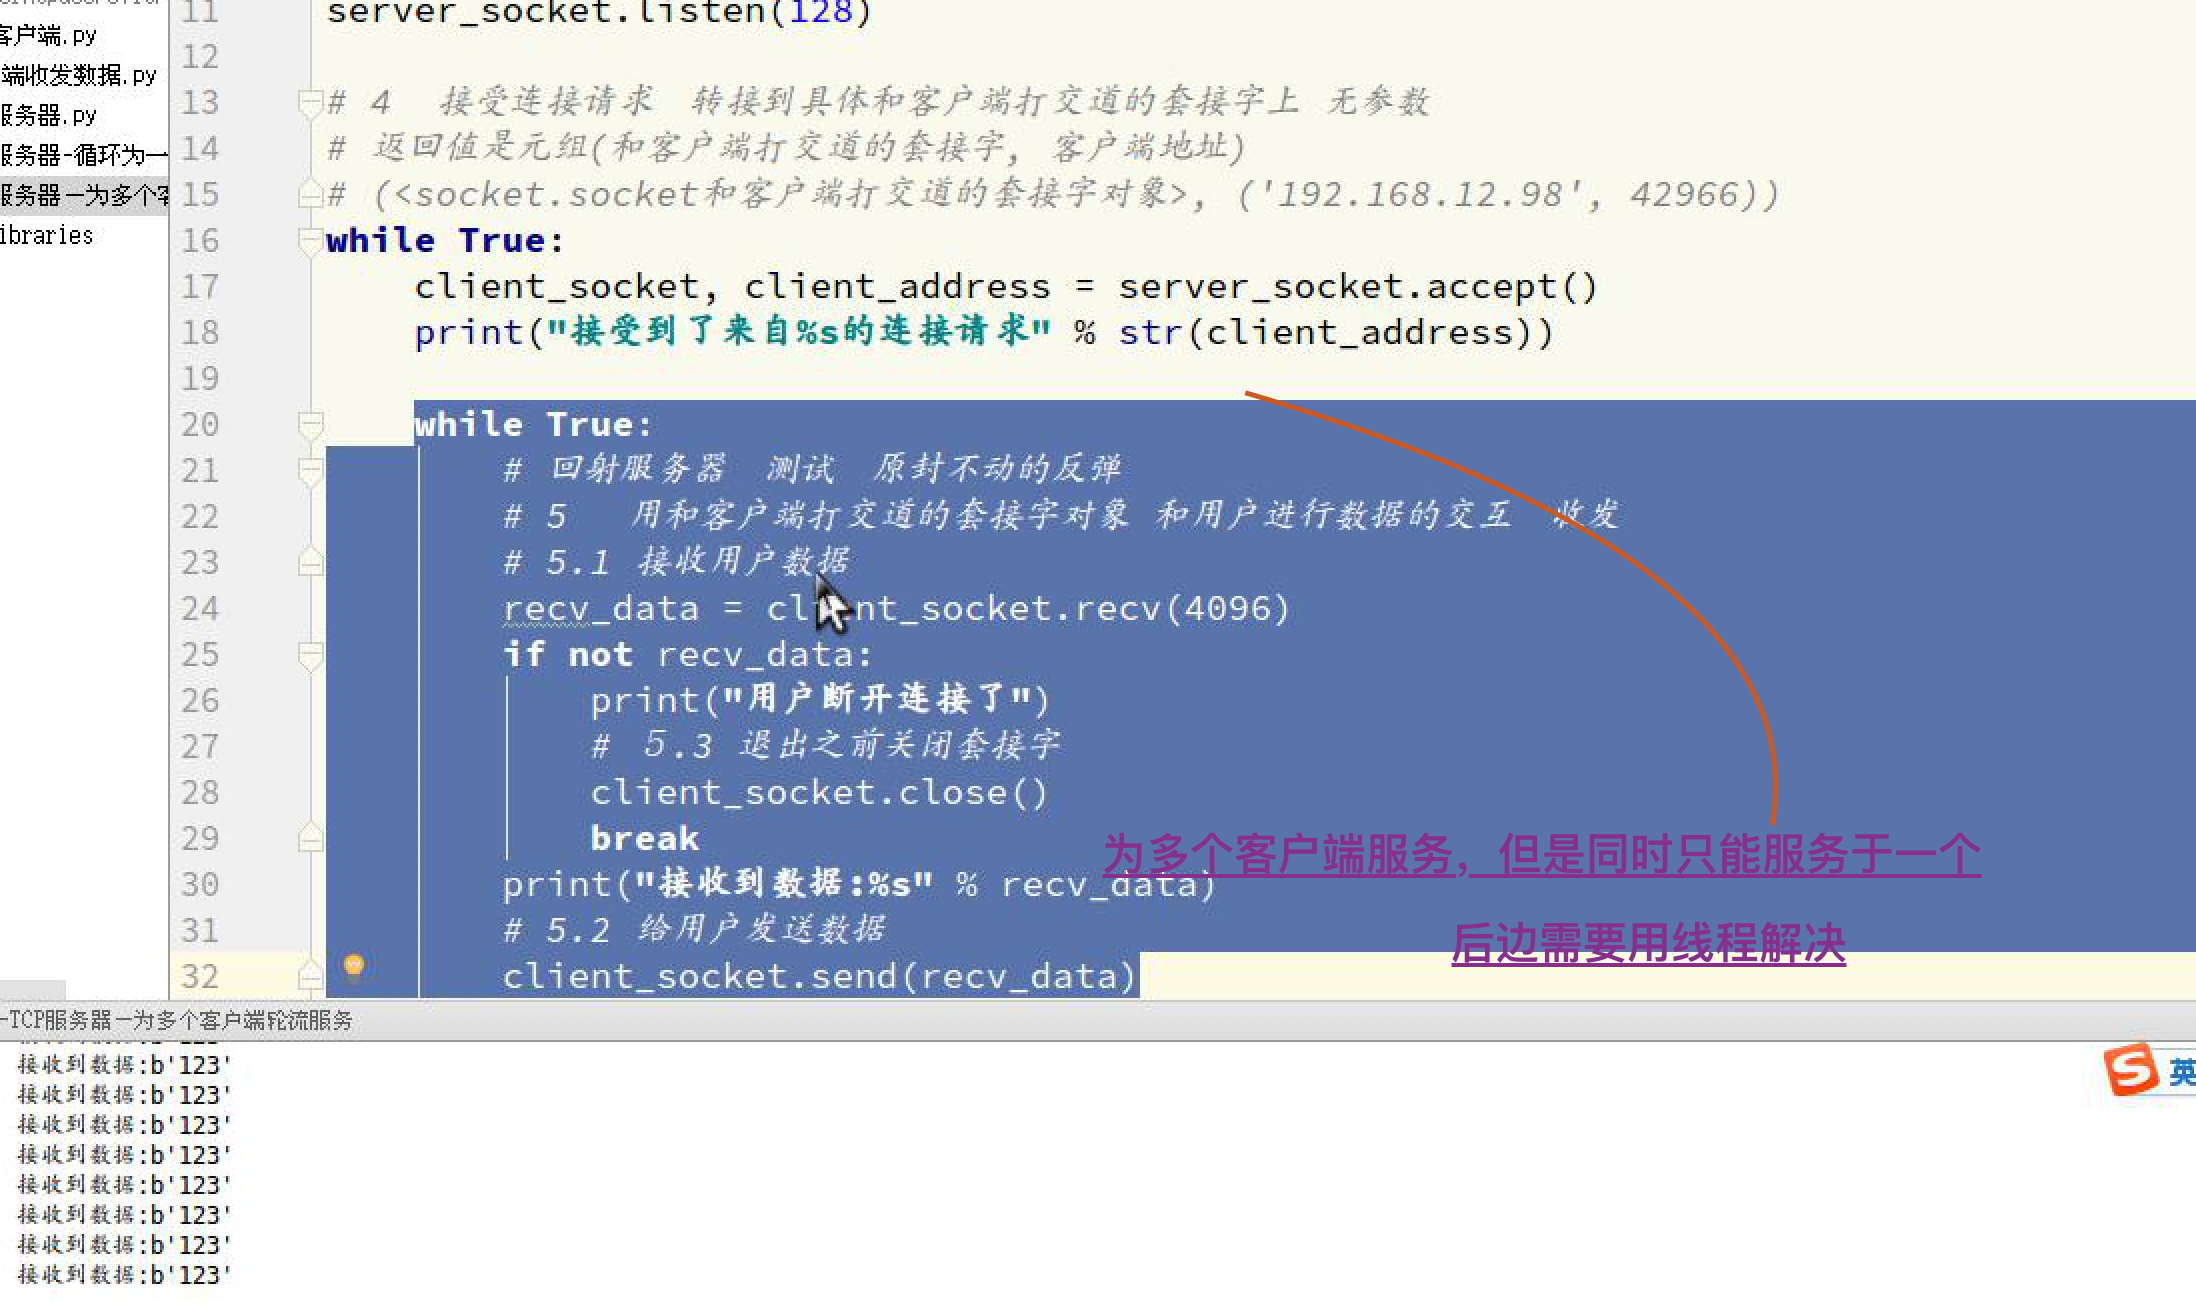 客户端.py
端收发数据.py
服务器.py
服务器-循环为一
服务器-为多个客
ibraries
11 server_socket.listen(128)
12
13 # 4 接受连接请求 转接到具体和客户端打交道的套接字上 无参数
14 # 返回值是元组(和客户端打交道的套接字, 客户端地址)
15 # (<socket.socket和客户端打交道的套接字对象>, ('192.168.12.98', 42966))
16 while True:
17 client_socket, client_address = server_socket.accept()
18 print("接受到了来自%s的连接请求" % str(client_address))
19
20 while True:
21 # 回射服务器 测试 原封不动的反弹
22 # 5 用和客户端打交道的套接字对象 和用户进行数据的交互 收发
23 # 5.1 接收用户数据
24 recv_data = client_socket.recv(4096)
25 if not recv_data:
26 print("用户断开连接了")
27 # 5.3 退出之前关闭套接字
28 client_socket.close()
29 break
为多个客户端服务，但是同时只能服务于一个
30 print("接收到数据:%s" % recv_data)
31 # 5.2 给用户发送数据
后边需要用线程解决
32 client_socket.send(recv_data)
-TCP服务器-为多个客户端轮流服务
接收到数据:b'123'
接收到数据:b'123'
接收到数据:b'123'
接收到数据:b'123'
接收到数据:b'123'
接收到数据:b'123'
接收到数据:b'123'
接收到数据:b'123'
S 英